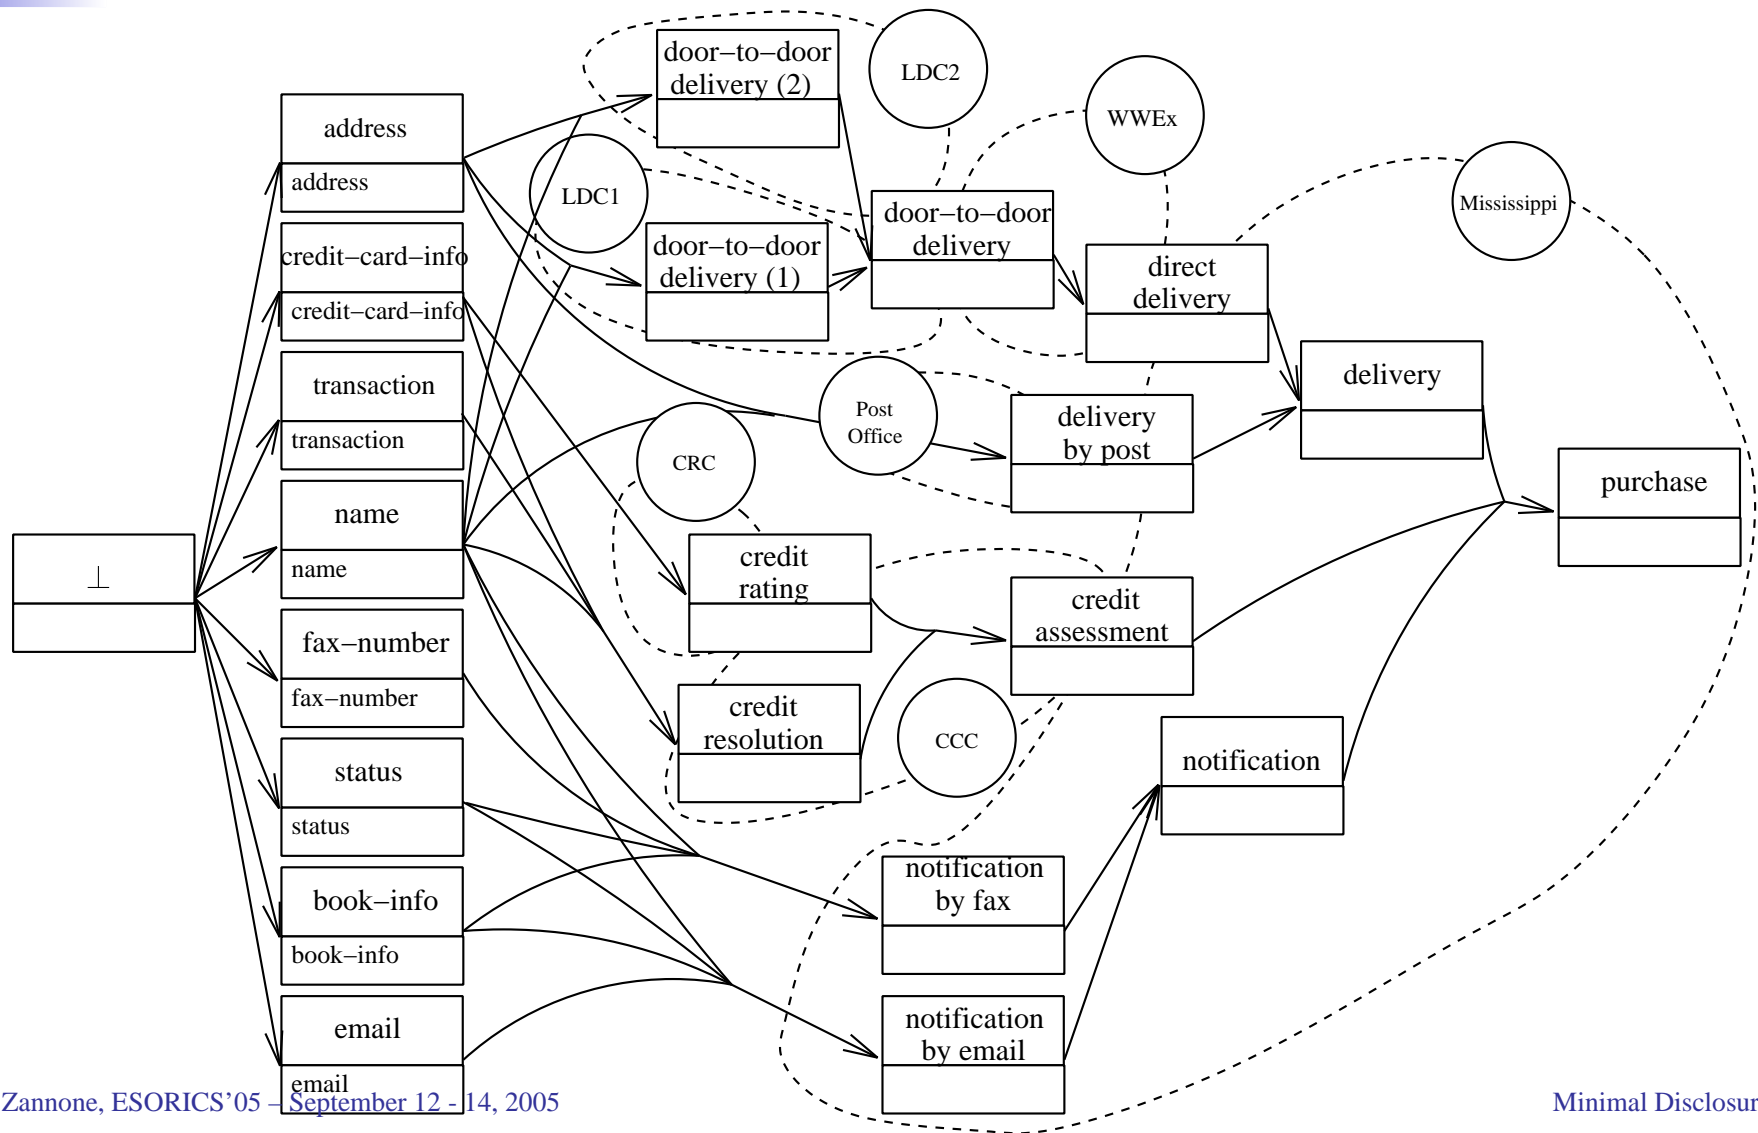 door−to−door
delivery (2)
LDC2
WWEx
address
address
LDC1
Mississippi
door−to−door
delivery
door−to−door
delivery (1)
credit−card−info
credit−card−info
direct
delivery
transaction
transaction
delivery
Post
Office
delivery
by post
CRC
name
name
purchase
⊥
credit
rating
credit
assessment
fax−number
fax−number
credit
resolution
CCC
notification
status
status
notification
by fax
book−info
book−info
notification
by email
email
email
Zannone, ESORICS'05 – September 12 - 14, 2005
Minimal Disclosur